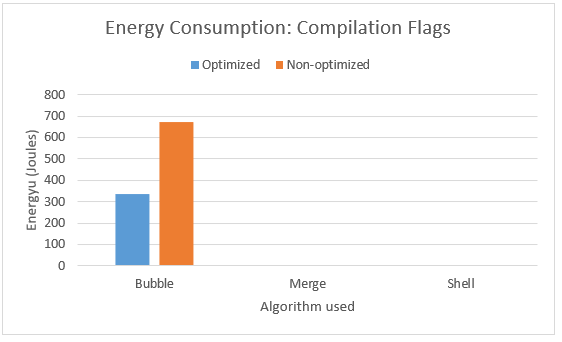 Energy Consumption: Compilation Flags
Optimized Non-optimized
800
700
600
500
400
300
200
100
0
Energyu (Joules)
Bubble Merge Shell
Algorithm used